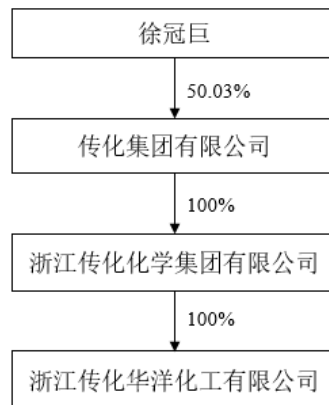 徐冠巨
50.03%
传化集团有限公司
100%
浙江传化化学集团有限公司
100%
浙江传化华洋化工有限公司